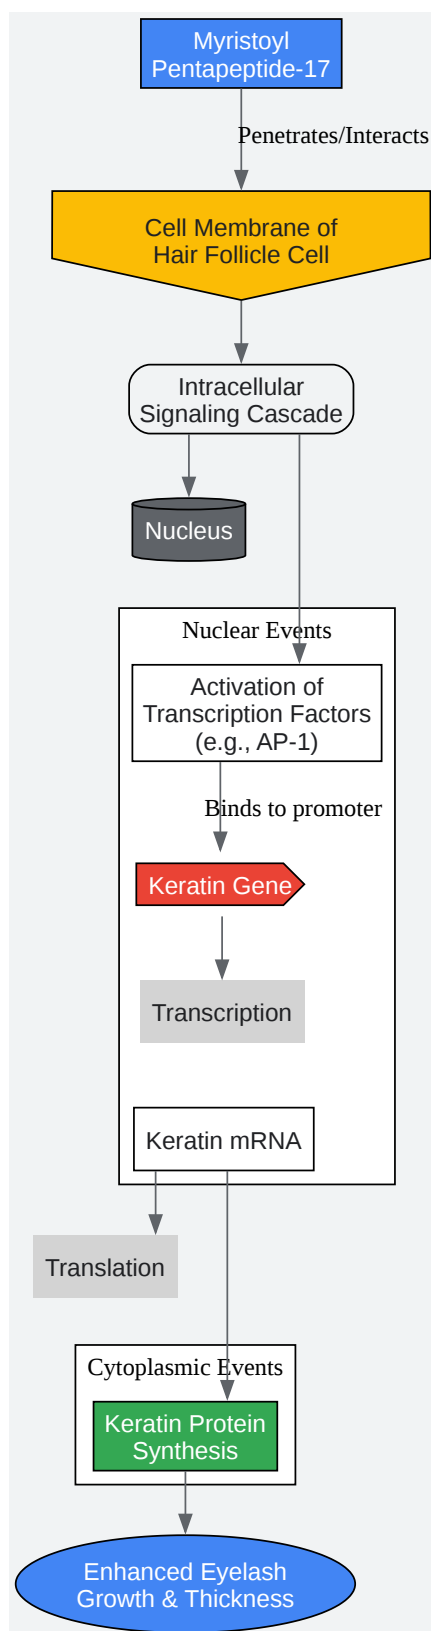 Myristoyl
Pentapeptide-17
Penetrates/Interacts
Cell Membrane of
Hair Follicle Cell
Intracellular
Signaling Cascade
Nucleus
Nuclear Events
Activation of
Transcription Factors
(e.g., AP-1)
Binds to promoter
Keratin Gene
Transcription
Keratin mRNA
Translation
Cytoplasmic Events
Keratin Protein
Synthesis
Enhanced Eyelash
Growth & Thickness